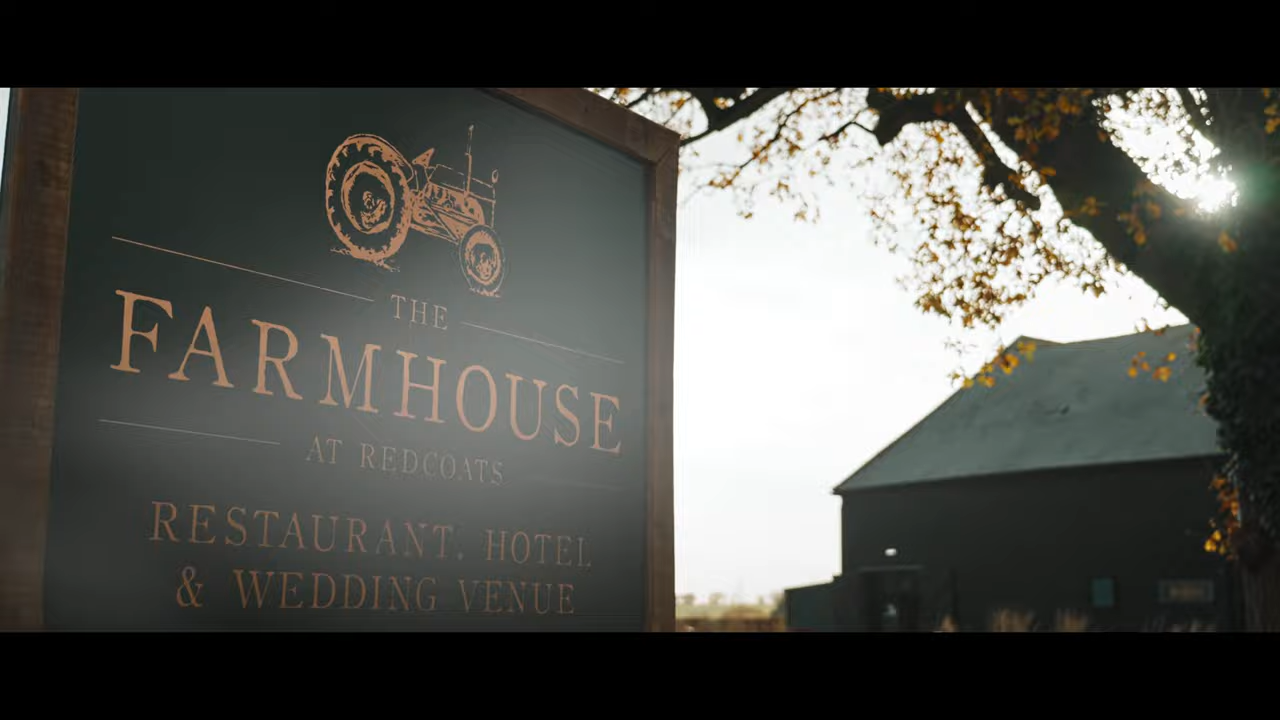 THE
FARMHOUSE
AT REDCOATS
RESTAURANT, HOTEL
& WEDDING VENUE